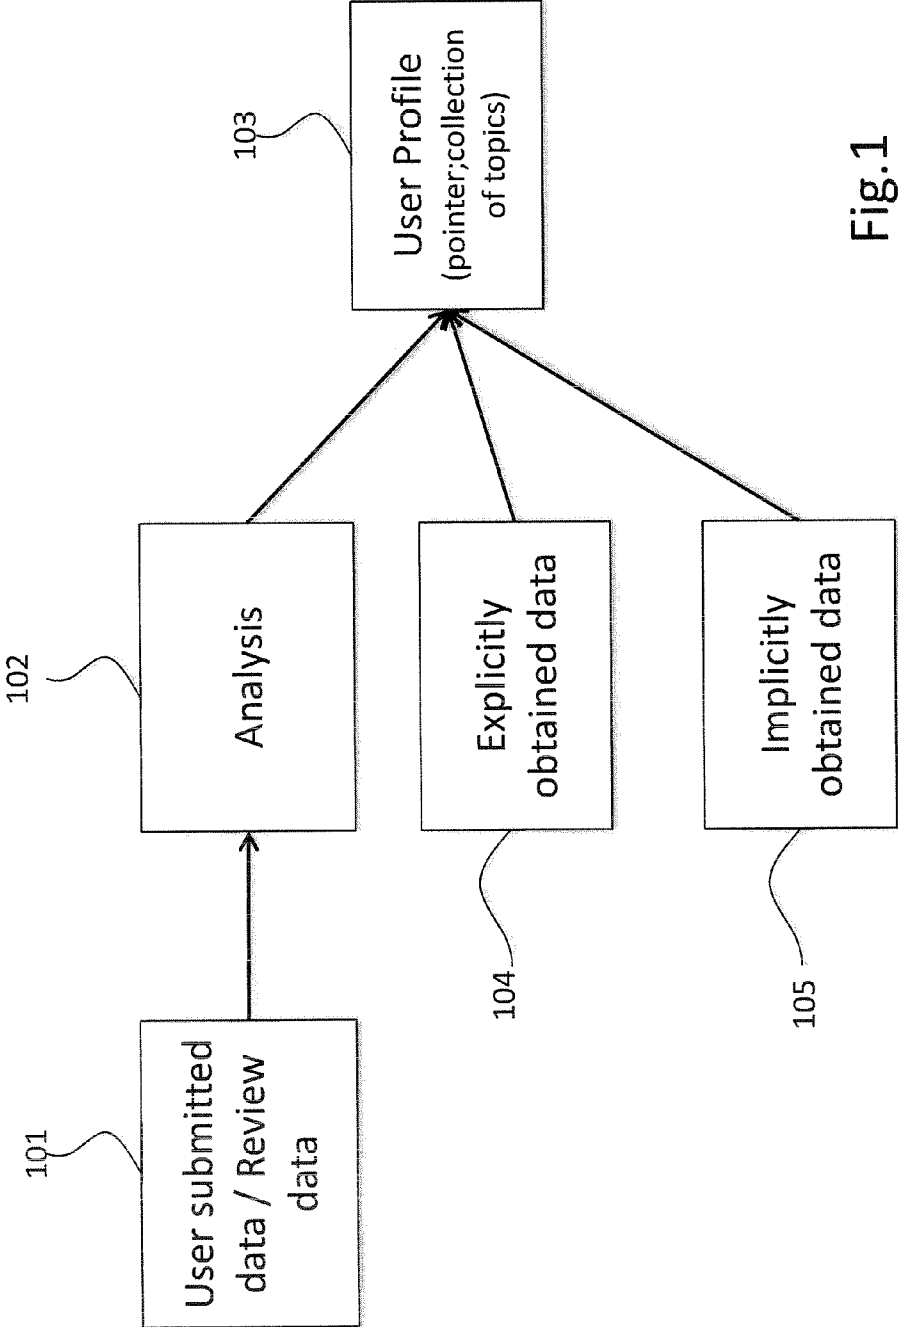 101
User submitted
data / Review
data
102
Analysis
104
Explicitly
obtained data
105
Implicitly
obtained data
103
User Profile
(pointer;collection
of topics)
Fig.1